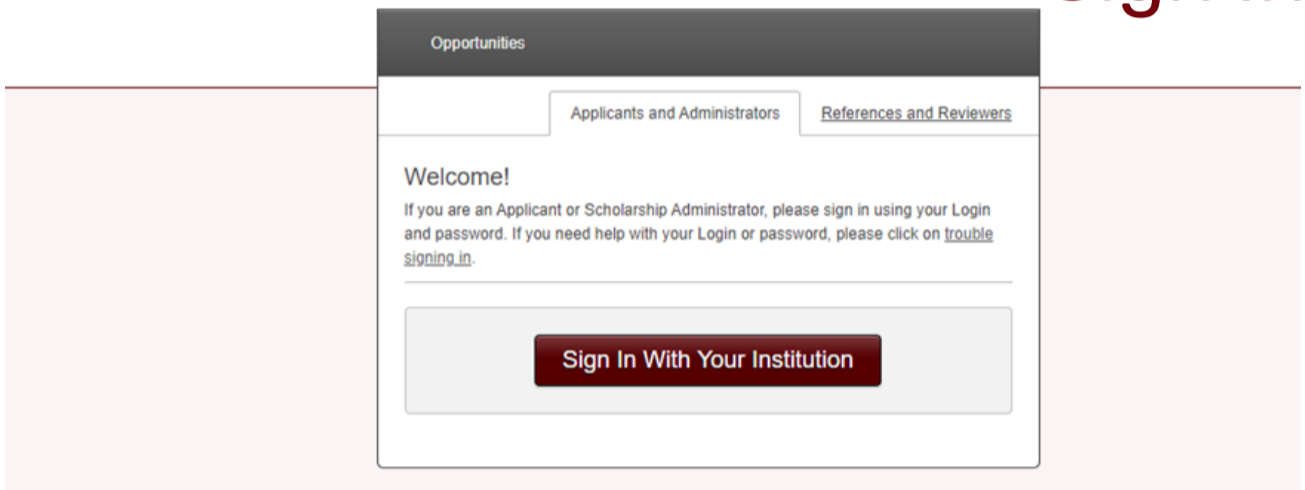 Opportunities
Applicants and Administrators
References and Reviewers
Welcome!
If you are an Applicant or Scholarship Administrator, please sign in using your Login
and password. If you need help with your Login or password, please click on trouble
signing in.
Sign In With Your Institution